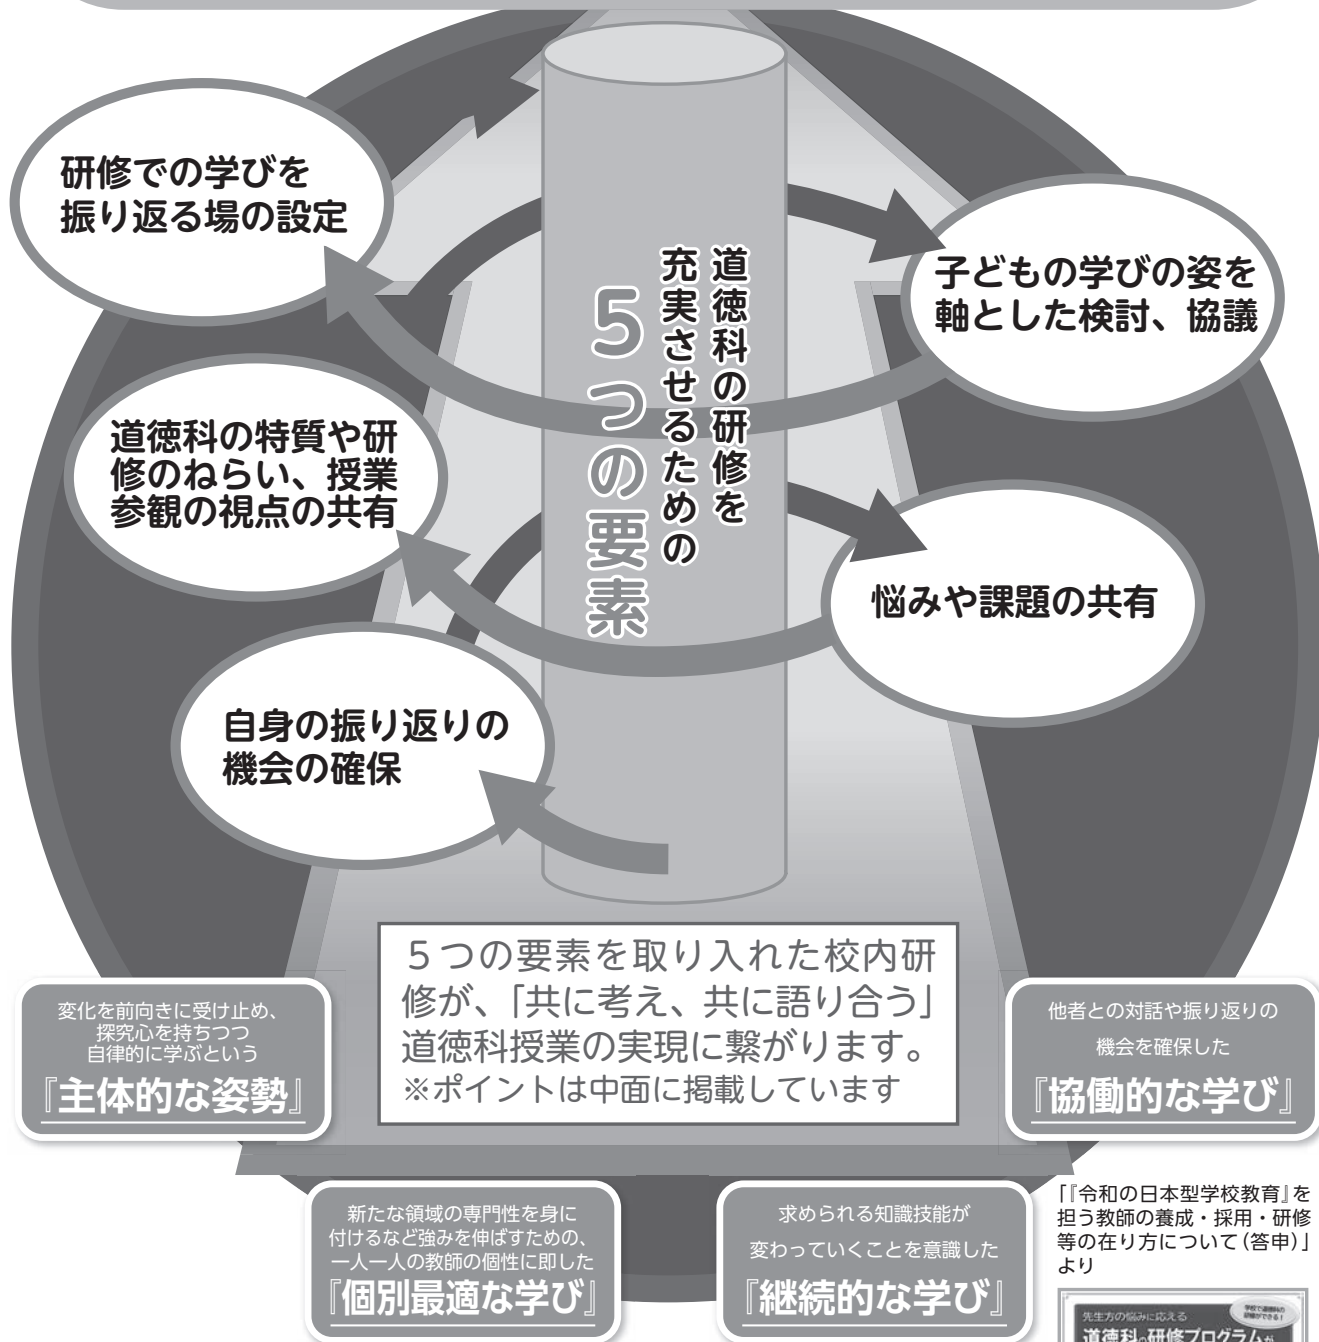 研修での学びを
振り返る場の設定
子どもの学びの姿を
軸とした検討、協議
道徳科の研修を
充実させるための
５つの要素
道徳科の特質や研
修のねらい、授業
参観の視点の共有
悩みや課題の共有
自身の振り返りの
機会の確保
５つの要素を取り入れた校内研
修が、「共に考え、共に語り合う」
道徳科授業の実現に繋がります。
※ポイントは中面に掲載しています
変化を前向きに受け止め、
探究心を持ちつつ
自律的に学ぶという
『主体的な姿勢』
他者との対話や振り返りの
機会を確保した
『協働的な学び』
新たな領域の専門性を身に
付けるなど強みを伸ばすための、
一人一人の教師の個性に即した
『個別最適な学び』
求められる知識技能が
変わっていくことを意識した
『継続的な学び』
「『令和の日本型学校教育』を
担う教師の養成・採用・研修
等の在り方について（答申）」
より
先生方の悩みに応える
道徳科の研修プログラム